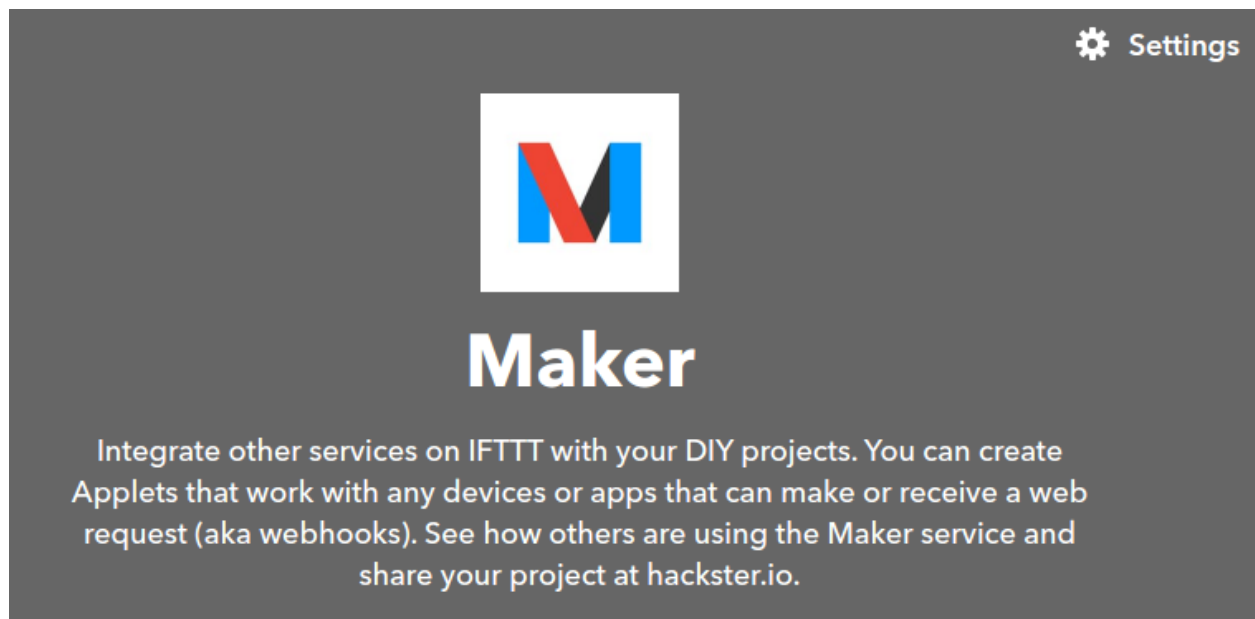 Settings
Maker
Integrate other services on IFTTT with your DIY projects. You can create
Applets that work with any devices or apps that can make or receive a web
request (aka webhooks). See how others are using the Maker service and
share your project at hackster.io.